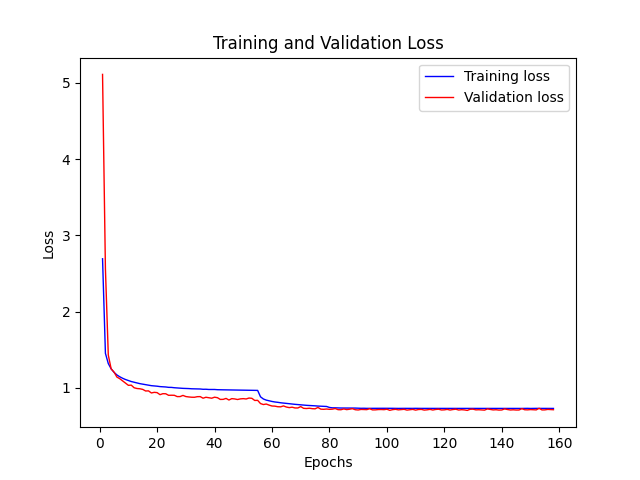 Training and Validation Loss
Training loss
Validation loss
5
4
3
2
1
Loss
0 20 40 60 80 100 120 140 160
Epochs